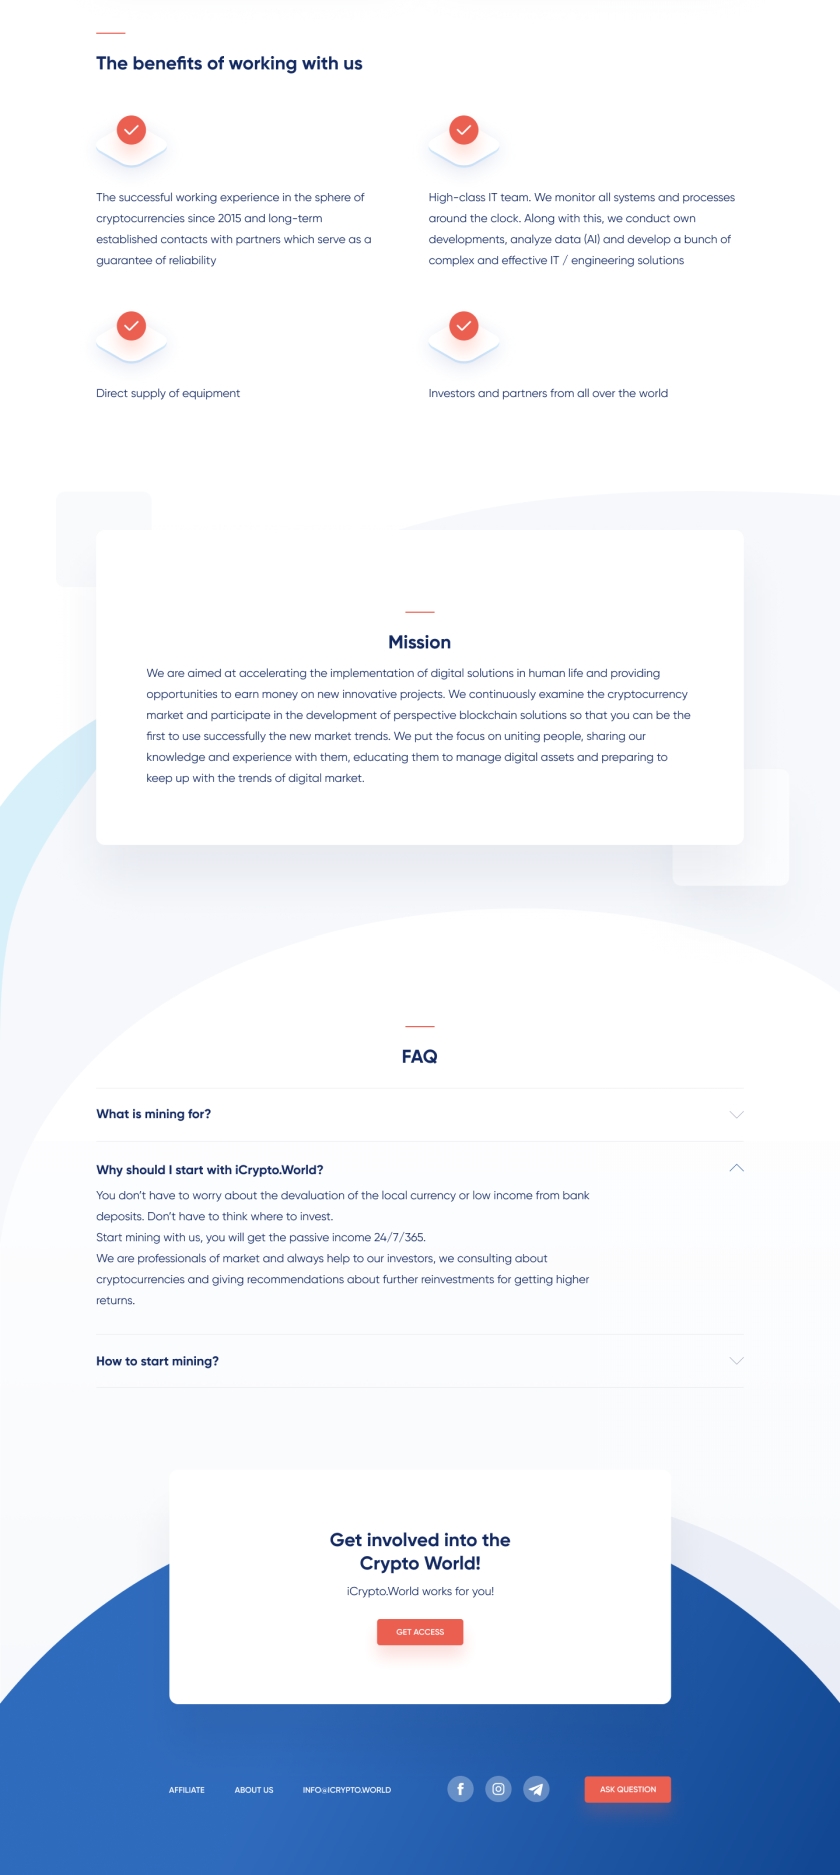 The benefits of working with us
The successful working experience in the sphere of
cryptocurrencies since 2015 and long-term
established contacts with partners which serve as a
guarantee of reliability
High-class IT team. We monitor all systems and processes
around the clock. Along with this, we conduct own
developments, analyze data (AI) and develop a bunch of
complex and effective IT / engineering solutions
Direct supply of equipment
Investors and partners from all over the world
Mission
We are aimed at accelerating the implementation of digital solutions in human life and providing
opportunities to earn money on new innovative projects. We continuously examine the cryptocurrency
market and participate in the development of perspective blockchain solutions so that you can be the
first to use successfully the new market trends. We put the focus on uniting people, sharing our
knowledge and experience with them, educating them to manage digital assets and preparing to
keep up with the trends of digital market.
FAQ
What is mining for?
Why should I start with iCrypto.World?
You don't have to worry about the devaluation of the local currency or low income from bank
deposits. Don't have to think where to invest.
Start mining with us, you will get the passive income 24/7/365.
We are professionals of market and always help to our investors, we consulting about
cryptocurrencies and giving recommendations about further reinvestments for getting higher
returns.
How to start mining?
Get involved into the
Crypto World!
iCrypto.World works for you!
GET ACCESS
AFFILIATE
ABOUT US
INFO@ICRYPTO.WORLD
ASK QUESTION